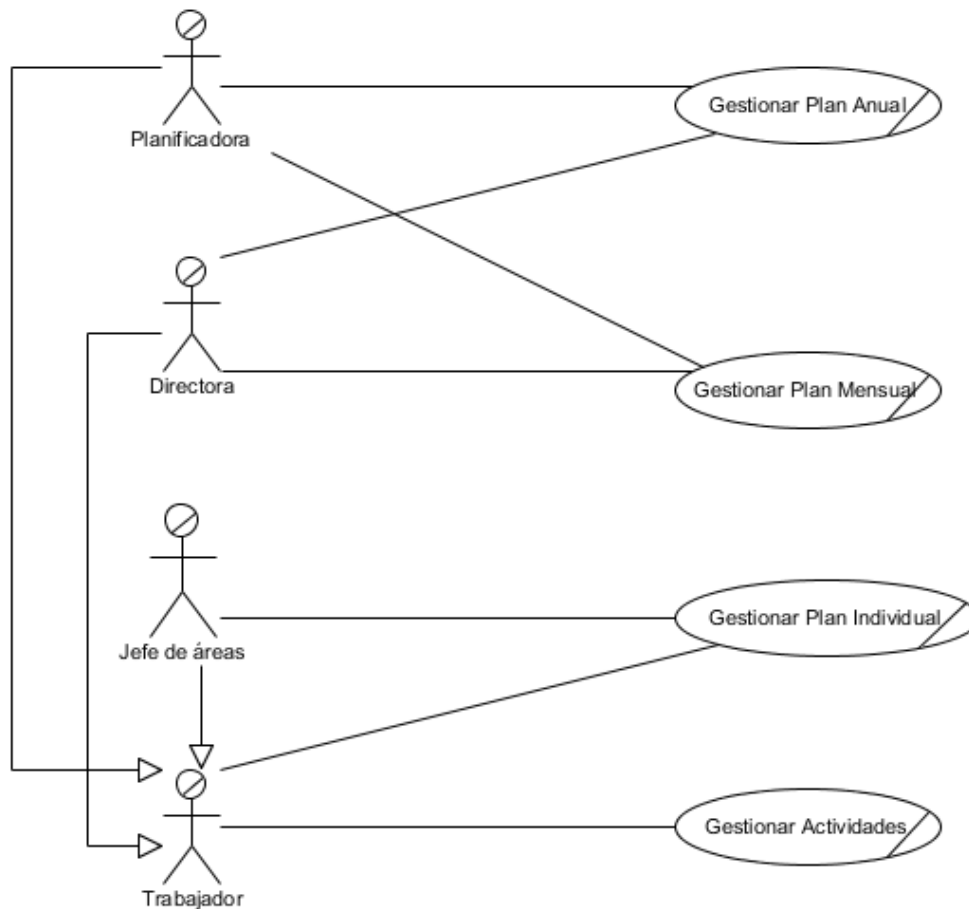 Gestionar Plan Anual
Planificadora
Directora
Gestionar Plan Mensual
Jefe de áreas
Gestionar Plan Individual
Trabajador
Gestionar Actividades